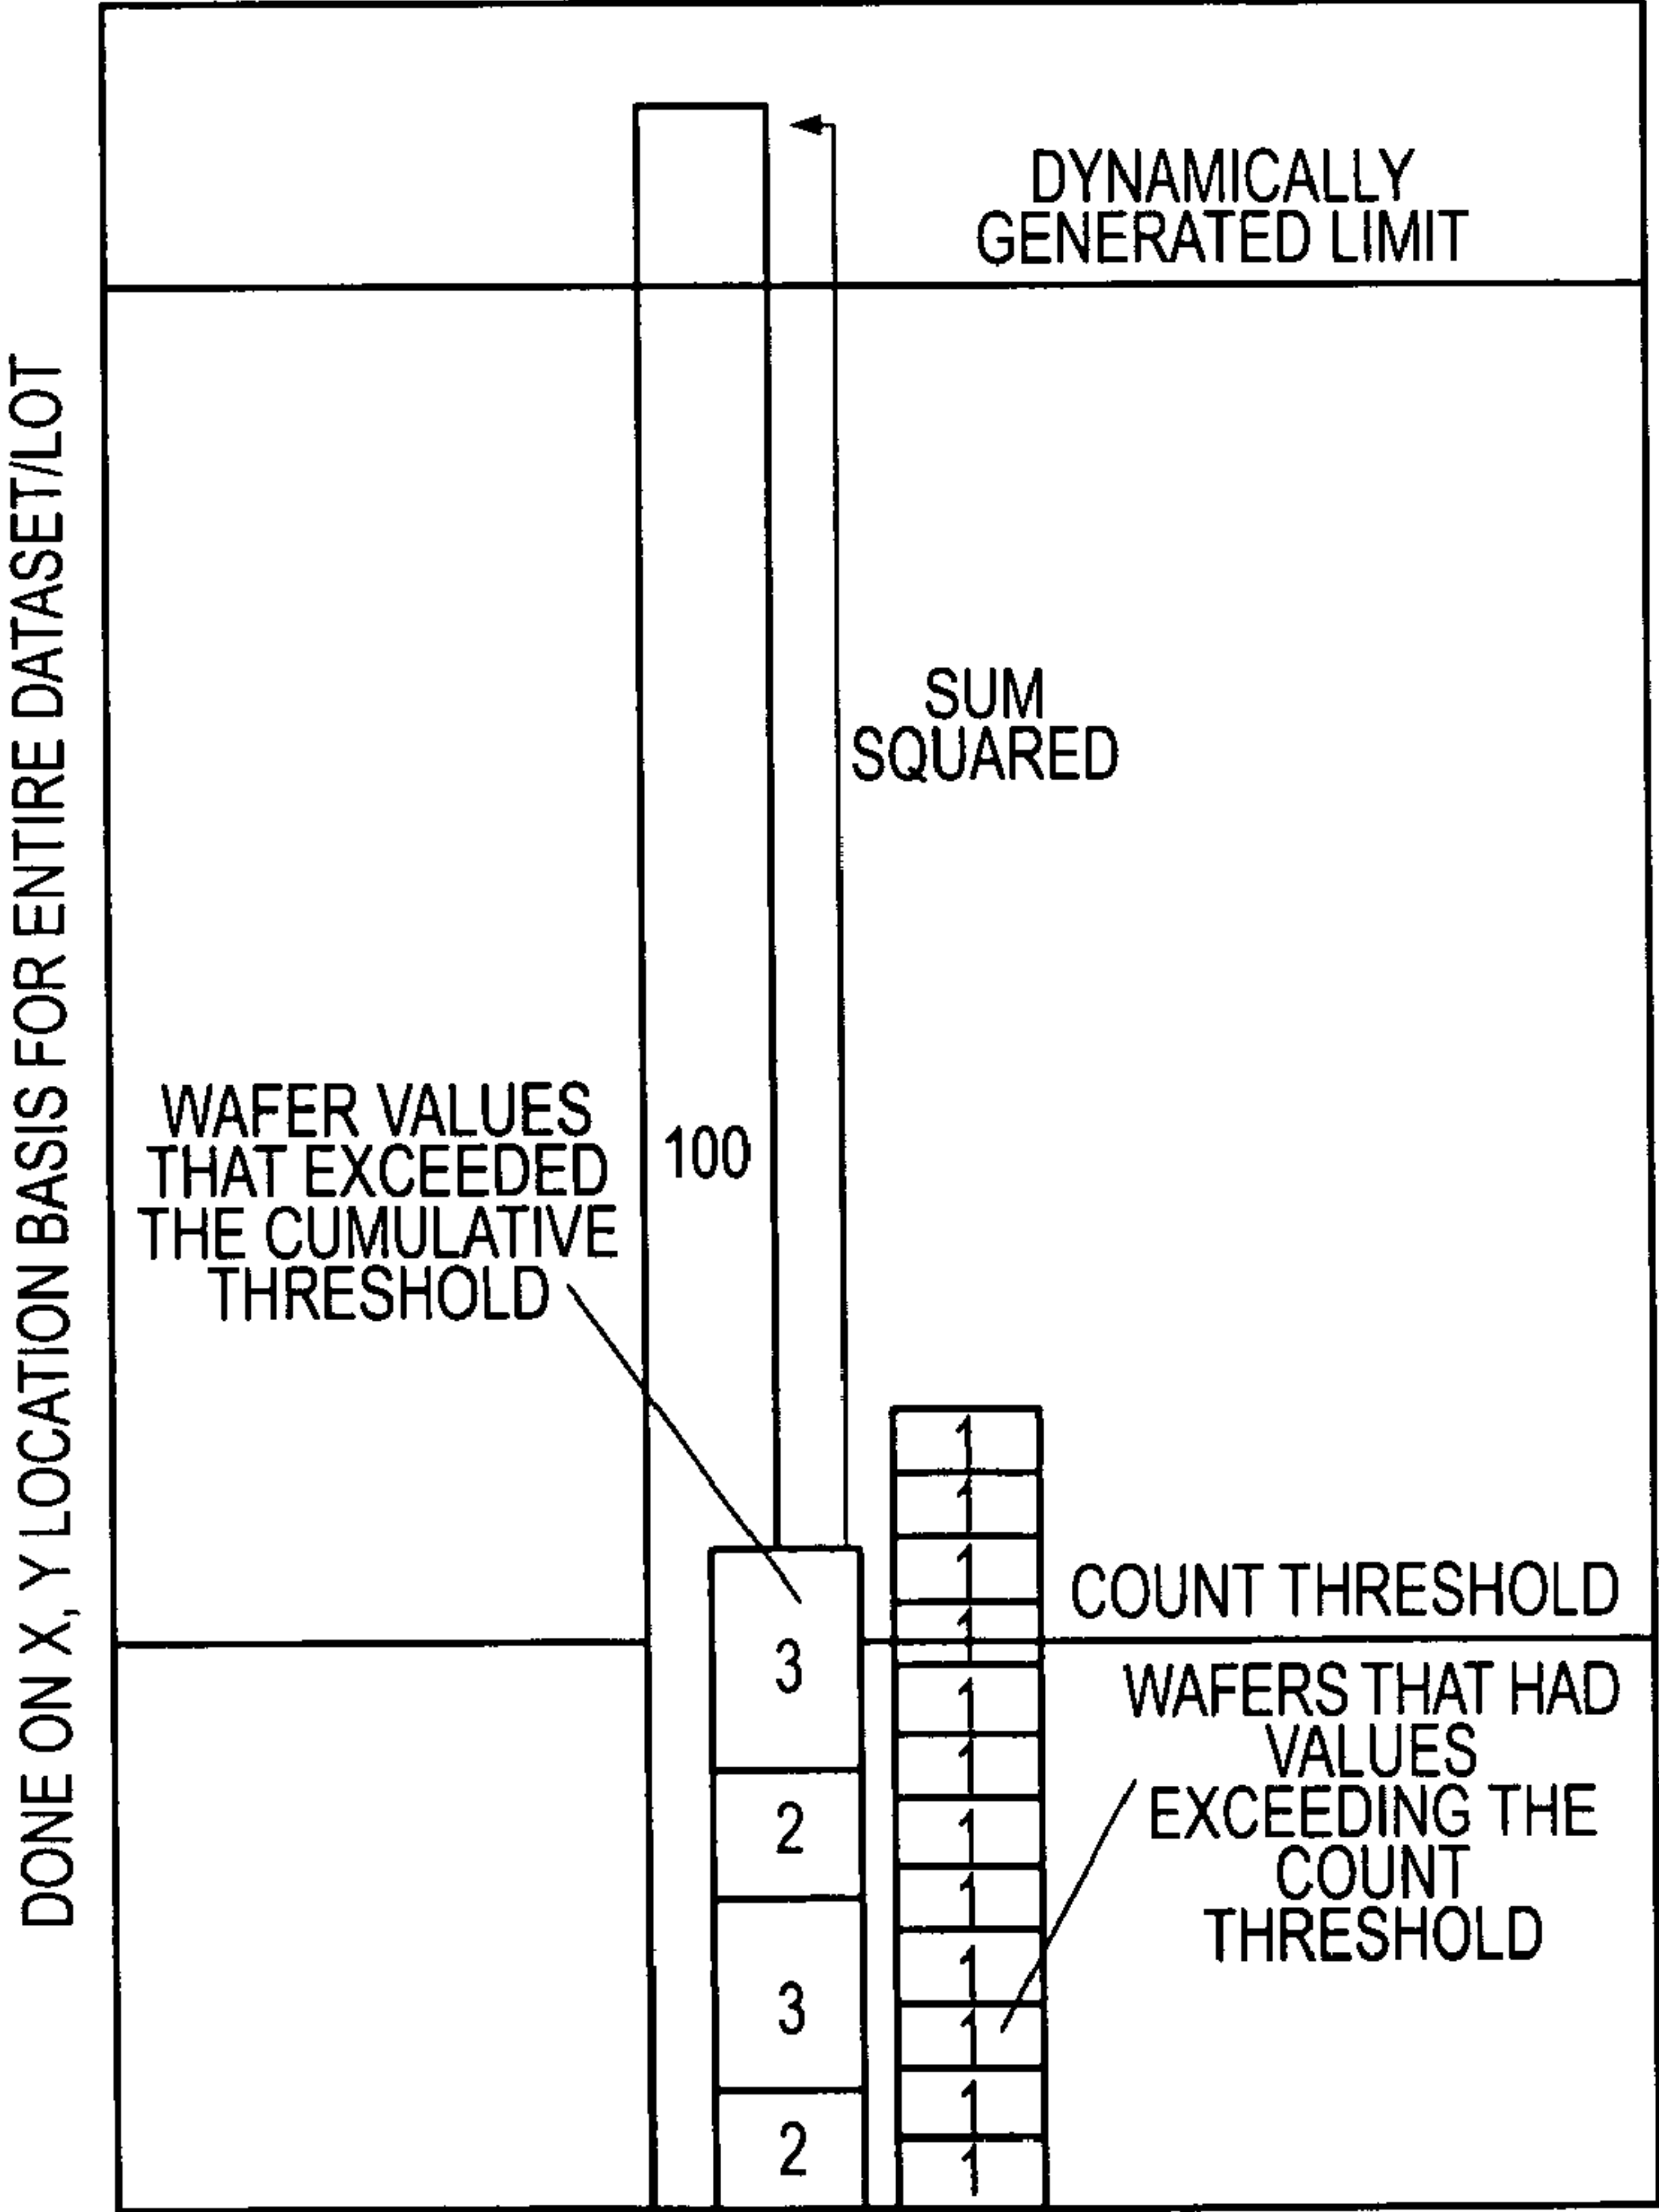 DONE ON X, Y LOCATION BASIS FOR ENTIRE DATASET/LOT
DYNAMICALLY
GENERATED LIMIT
SUM
SQUARED
WAFER VALUES
THAT EXCEEDED
THE CUMULATIVE
THRESHOLD
100
COUNT THRESHOLD
WAFERS THAT HAD
VALUES
EXCEEDING THE
COUNT
THRESHOLD
3
2
3
2
1
1
1
1
1
1
1
1
1
1
1
1